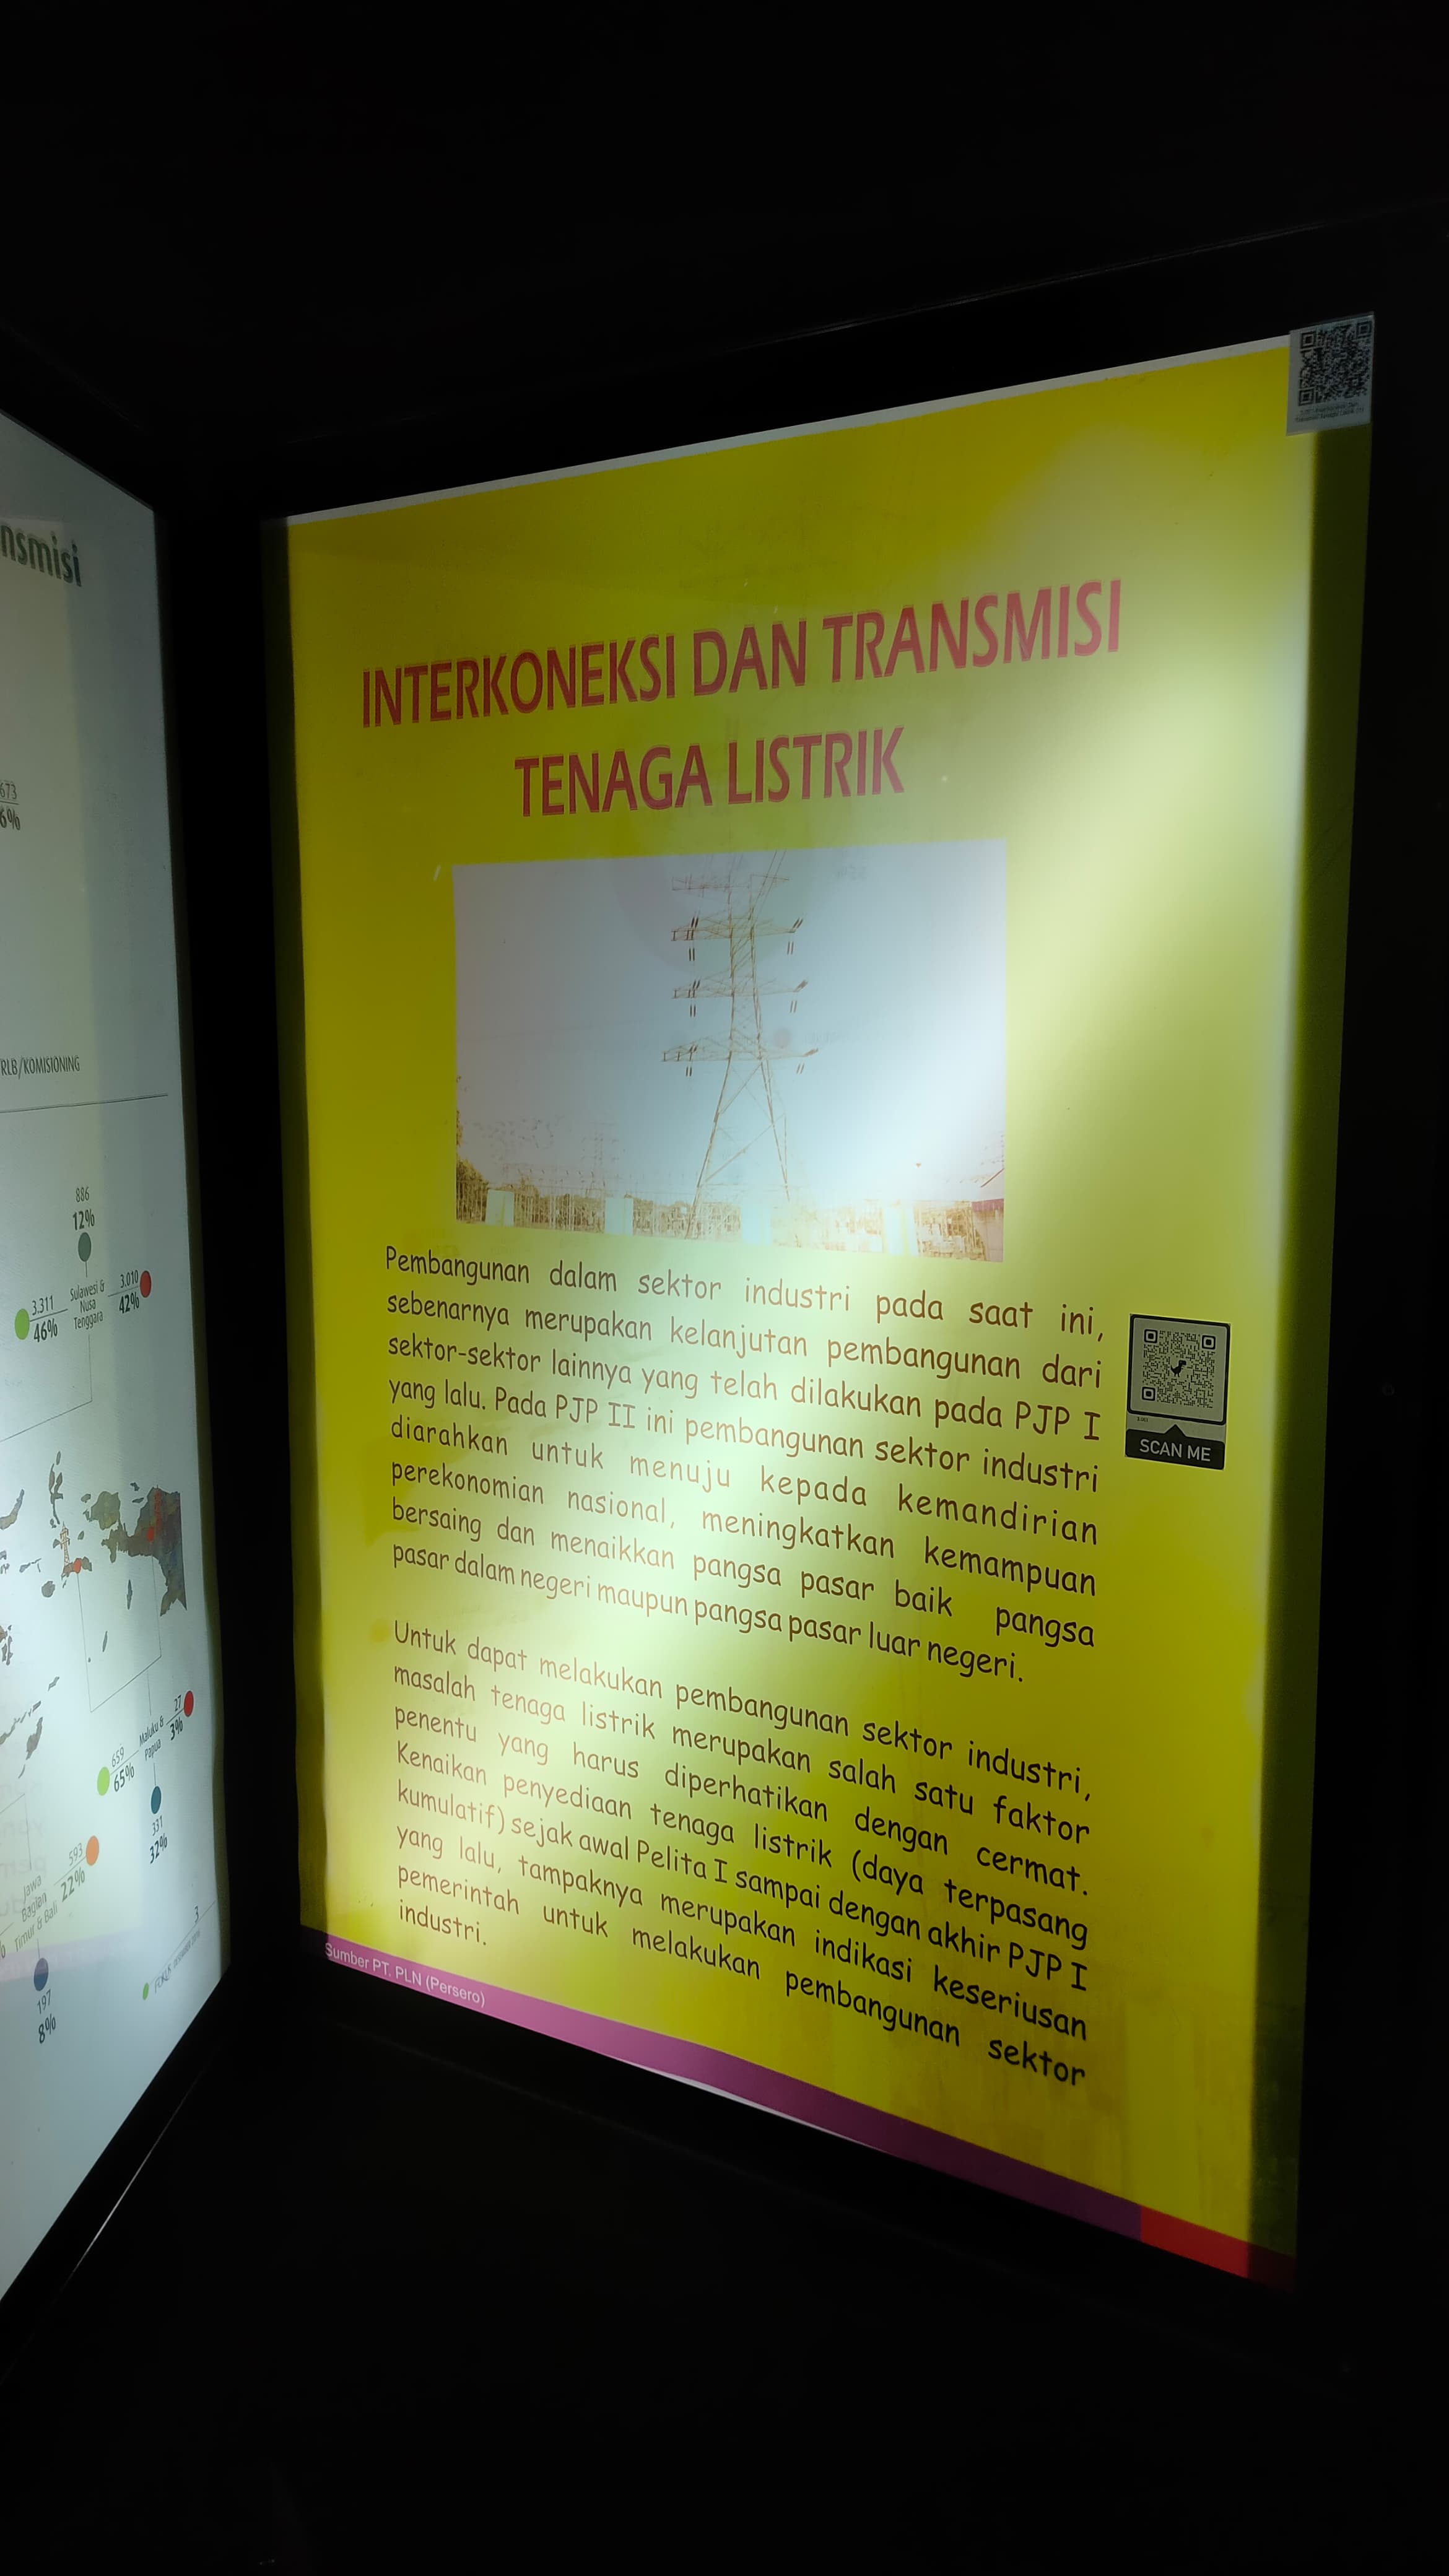 nsmisi
673
6%
RLB/KOMISIONING
886
12%
3.311
46%
Sulawesi &
Nusa
Tenggara
3.010
42%
659
65%
Maluku &
Papua
27
3%
331
32%
Jawa
Bagian
Timur & Bali
593
22%
197
8%
3
INTERKONEKSI DAN TRANSMISI
TENAGA LISTRIK
Pembangunan dalam sektor industri pada saat ini,
sebenarnya merupakan kelanjutan pembangunan dari
sektor-sektor lainnya yang telah dilakukan pada PJP I
yang lalu. Pada PJP II ini pembangunan sektor industri
diarahkan untuk menuju kepada kemandirian
perekonomian nasional, meningkatkan kemampuan
bersaing dan menaikkan pangsa pasar baik pangsa
pasar dalam negeri maupun pangsa pasar luar negeri.
Untuk dapat melakukan pembangunan sektor industri,
masalah tenaga listrik merupakan salah satu faktor
penentu yang harus diperhatikan dengan cermat.
Kenaikan penyediaan tenaga listrik (daya terpasang
kumulatif) sejak awal Pelita I sampai dengan akhir PJP I
yang lalu, tampaknya merupakan indikasi keseriusan
pemerintah untuk melakukan pembangunan sektor
industri.
SCAN ME
Sumber PT. PLN (Persero)